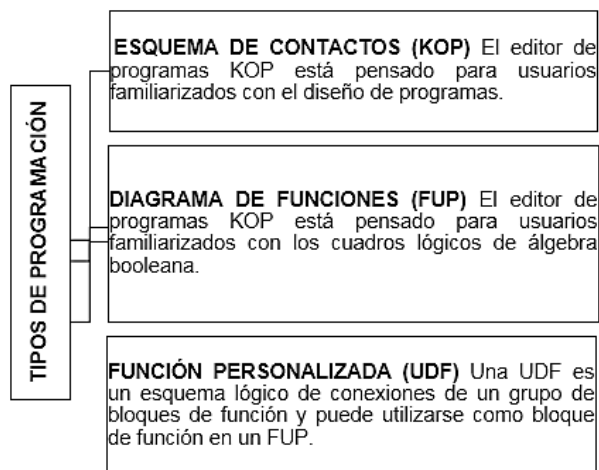 TIPOS DE PROGRAMACIÓN
ESQUEMA DE CONTACTOS (KOP) El editor de
programas KOP está pensado para usuarios
familiarizados con el diseño de programas.
DIAGRAMA DE FUNCIONES (FUP) El editor de
programas KOP está pensado para usuarios
familiarizados con los cuadros lógicos de álgebra
booleana.
FUNCIÓN PERSONALIZADA (UDF) Una UDF es
un esquema lógico de conexiones de un grupo de
bloques de función y puede utilizarse como bloque
de función en un FUP.